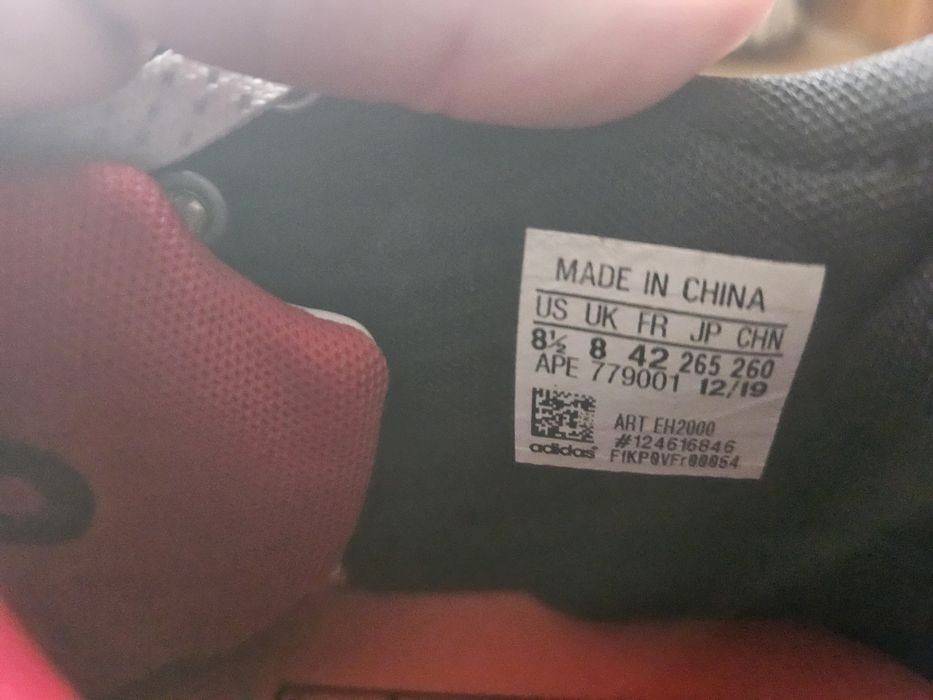 MADE IN CHINA
US UK FR JP CHN
8½ 8 42 265 260
APE 779001 12/19
ART EH2000
#124616846
adidas
FfKP0VFr00054